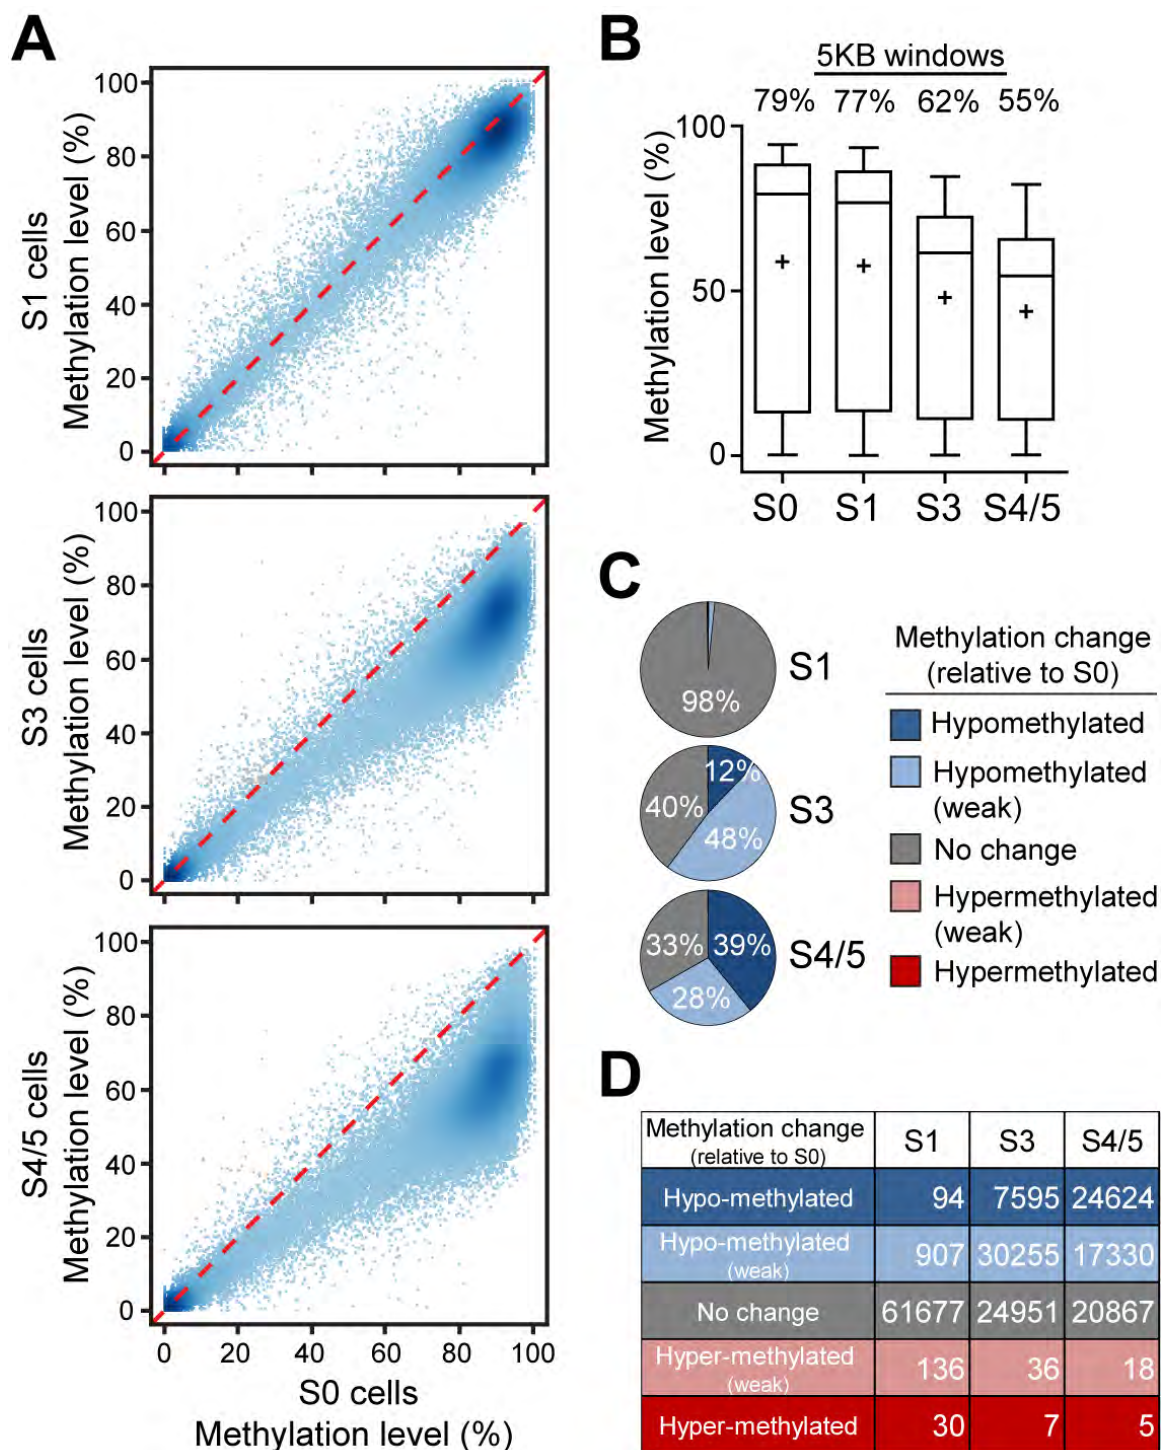 A
S1 cells
Methylation level (%)
100
80
60
40
20
0
S3 cells
Methylation level (%)
100
80
60
40
20
0
S4/5 cells
Methylation level (%)
100
80
60
40
20
0
0 20 40 60 80 100
S0 cells
Methylation level (%)
B
5KB windows
79% 77% 62% 55%
Methylation level (%)
100
50
0
S0 S1 S3 S4/5
C
98%
S1
12%
40%
48%
S3
33% 39%
28%
S4/5
Methylation change
(relative to S0)
Hypomethylated
Hypomethylated
(weak)
No change
Hypermethylated
(weak)
Hypermethylated
D
Methylation change
(relative to S0)
S1 S3 S4/5
Hypo-methylated 94 7595 24624
Hypo-methylated
(weak)
907 30255 17330
No change 61677 24951 20867
Hyper-methylated
(weak)
136 36 18
Hyper-methylated 30 7 5